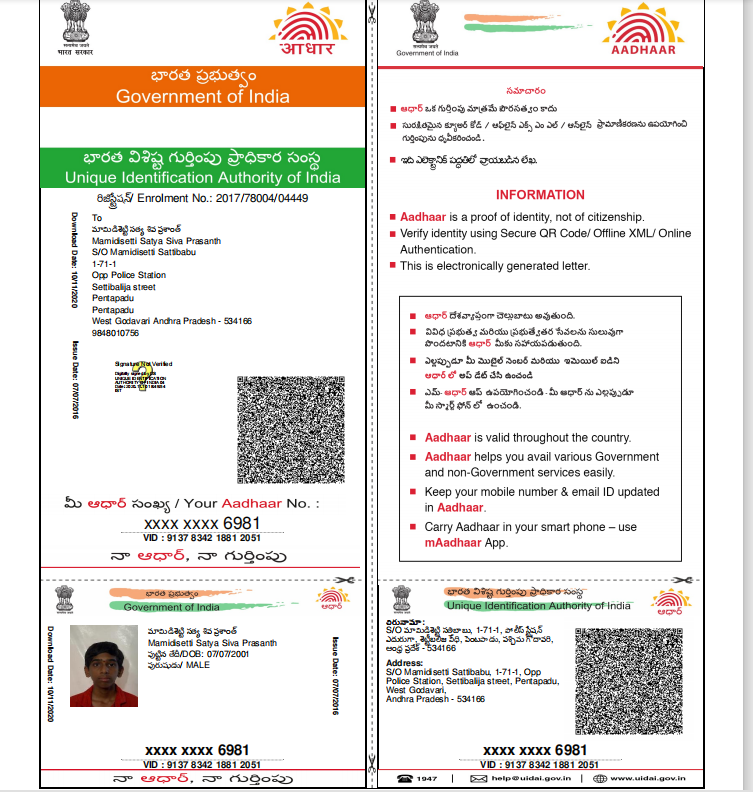 भारत सरकार
आधार
భారత ప్రభుత్వం
Government of India
భారత విశిష్ట గుర్తింపు ప్రాధికార సంస్థ
Unique Identification Authority of India
రిజిస్ట్రేషన్/ Enrolment No.: 2017/78004/04449
Download Date: 10/11/2020
Issue Date: 07/07/2016
To
మామిడిశెట్టి సత్య శివ ప్రశాంత్
Mamidisetti Satya Siva Prasanth
S/O Mamidisetti Sattibabu
1-71-1
Opp Police Station
Settibalija street
Pentapadu
Pentapadu
West Godavari Andhra Pradesh - 534166
9848010756
Signature Not Verified
మీ ఆధార్ సంఖ్య / Your Aadhaar No. :
xxxx xxxx 6981
VID : 9137 8342 1881 2051
నా ఆధార్, నా గుర్తింపు
Government of India
AADHAAR
సమాచారం
ఆధార్ ఒక గుర్తింపు మాత్రమే పౌరసత్వం కాదు
సురక్షితమైన క్యూఆర్ కోడ్ / ఆఫ్‌లైన్ ఎక్స్ ఎం ఎల్ / ఆన్‌లైన్ ప్రామాణికరణను ఉపయోగించి
గుర్తింపును ధృవీకరించండి.
ఇది ఎలెక్ట్రానిక్ పద్ధతిలో వ్రాయబడిన లేఖ.
INFORMATION
Aadhaar is a proof of identity, not of citizenship.
Verify identity using Secure QR Code/ Offline XML/ Online
Authentication.
This is electronically generated letter.
ఆధార్ దేశవ్యాప్తంగా చెల్లుబాటు అవుతుంది.
వివిధ ప్రభుత్వ మరియు ప్రభుత్వేతర సేవలను సులువుగా
పొందటానికి ఆధార్ మీకు సహాయపడుతుంది.
ఎల్లప్పుడూ మీ మొబైల్ నెంబర్ మరియు ఇమెయిల్ ఐడిని
ఆధార్ లో అప్ డేట్ చేసి ఉంచండి
ఎమ్-ఆధార్ ఆప్ ఉపయోగించండి - మీ ఆధార్ ను ఎల్లప్పుడూ
మీ స్మార్ట్ ఫోన్ లో ఉంచండి.
Aadhaar is valid throughout the country.
Aadhaar helps you avail various Government
and non-Government services easily.
Keep your mobile number & email ID updated
in Aadhaar.
Carry Aadhaar in your smart phone – use
mAadhaar App.
భారత ప్రభుత్వం
Government of India
ఆధార్
Download Date: 10/11/2020
Issue Date: 07/07/2016
మామిడిశెట్టి సత్య శివ ప్రశాంత్
Mamidisetti Satya Siva Prasanth
పుట్టిన తేదీ/DOB: 07/07/2001
పురుషుడు/ MALE
xxxx xxxx 6981
VID : 9137 8342 1881 2051
నా ఆధార్, నా గుర్తింపు
భారత విశిష్ట గుర్తింపు ప్రాధికార సంస్థ
Unique Identification Authority of India
ఆధార్
చిరునామా:
S/O మామిడిశెట్టి సత్తిబాబు, 1-71-1, పోలీస్ స్టేషన్
ఎదురుగా, శెట్టిబలిజ వీధి, పెంటపాడు, పశ్చిమ గోదావరి,
ఆంధ్ర ప్రదేశ్ - 534166
Address:
S/O Mamidisetti Sattibabu, 1-71-1, Opp
Police Station, Settibalija street, Pentapadu,
West Godavari,
Andhra Pradesh - 534166
xxxx xxxx 6981
VID : 9137 8342 1881 2051
1947
help@uidai.gov.in
www.uidai.gov.in